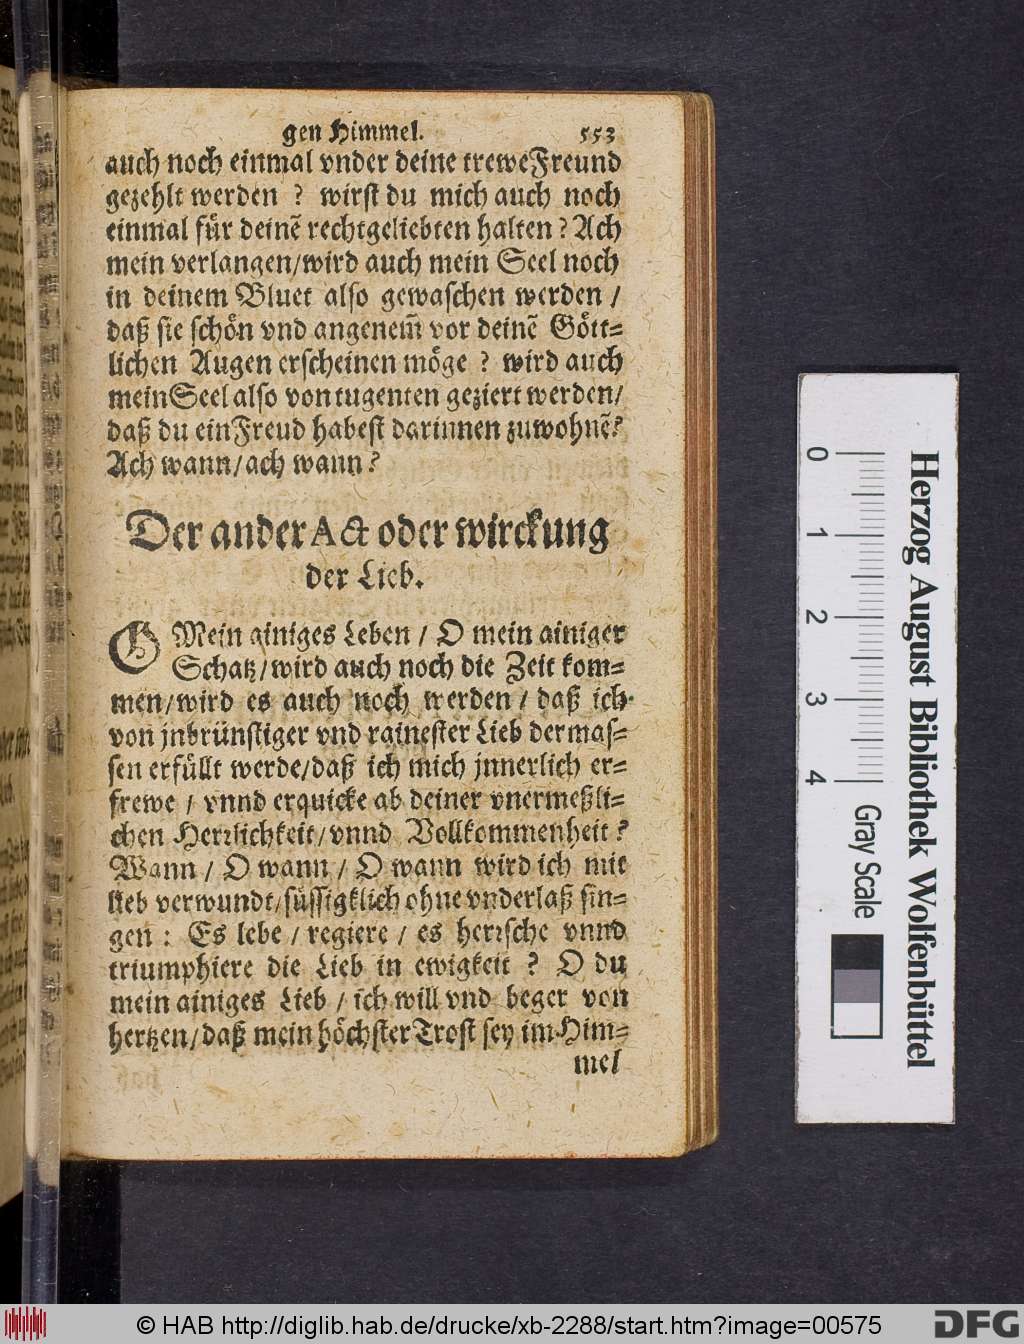 gen Himmel. 553
auch noch einmal vnder deine trewe Freund
gezehlt werden ? wirst du mich auch noch
einmal für deinẽ rechtgeliebten halten ? Ach
mein verlangen/wird auch mein Seel noch
in deinem Bluet also gewaschen werden /
daß sie schön vnd angenem̃ vor deinẽ Gött=
lichen Augen erscheinen möge ? wird auch
mein Seel also von tugenten geziert werden/
daß du ein Freud habest darinnen zuwohnẽ?
Ach wann/ach wann ?
Der ander Act oder wirckung
der Lieb.
O Mein ainiges Leben / O mein ainiger
Schatz/wird auch noch die Zeit kom=
men/wird es auch noch werden / daß ich
von jnbrünstiger vnd rainester Lieb dermas=
sen erfüllt werde/daß ich mich jnnerlich er=
frewe / vnnd erquicke ab deiner vnermeßli=
chen Herrlichkeit/vnnd Vollkommenheit ?
Wann / O wann / O wann wird ich mit
lieb verwundt/süssigklich ohne vnderlaß sin=
gen : Es lebe / regiere / es herrsche vnnd
triumphiere die Lieb in ewigkeit ? O du
mein ainiges Lieb / ich will vnd beger von
hertzen/daß mein höchster Trost sey im Him=
mel
0 1 2 3 4
Gray Scale
Herzog August Bibliothek Wolfenbüttel
© HAB http://diglib.hab.de/drucke/xb-2288/start.htm?image=00575
DFG